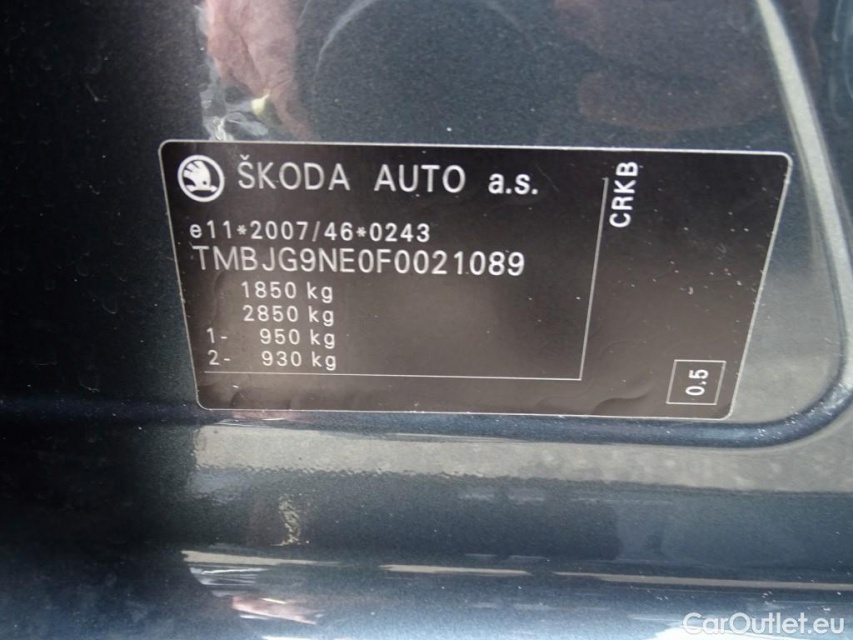 ŠKODA AUTO a.s.
e11*2007/46*0243
TMBJG9NE0F0021089
1850 kg
2850 kg
1- 950 kg
2- 930 kg
CRKB
0.5
CarOutlet.eu